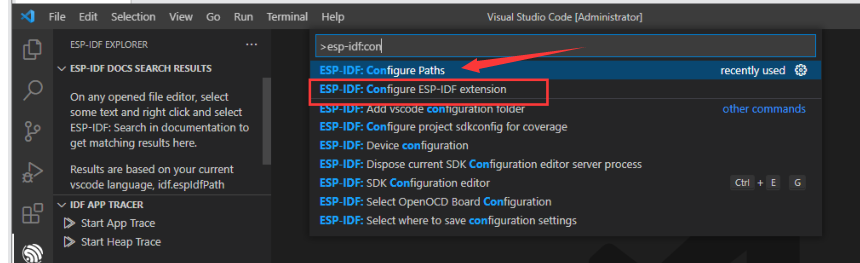 File Edit Selection View Go Run Terminal Help Visual Studio Code [Administrator]
ESP-IDF EXPLORER ...
ESP-IDF DOCS SEARCH RESULTS
On any opened file editor, select
some text and right click and select
ESP-IDF: Search in documentation to
get matching results here.
Results are based on your current
vscode language, idf.espIdfPath
IDF APP TRACER
Start App Trace
Start Heap Trace
>esp-idf:con
ESP-IDF: Configure Paths recently used
ESP-IDF: Configure ESP-IDF extension
ESP-IDF: Add vscode configuration folder other commands
ESP-IDF: Configure project sdkconfig for coverage
ESP-IDF: Device configuration
ESP-IDF: Dispose current SDK Configuration editor server process
ESP-IDF: SDK Configuration editor Ctrl + E G
ESP-IDF: Select OpenOCD Board Configuration
ESP-IDF: Select where to save configuration settings